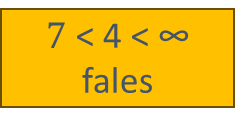 7 < 4 < ∞
fales